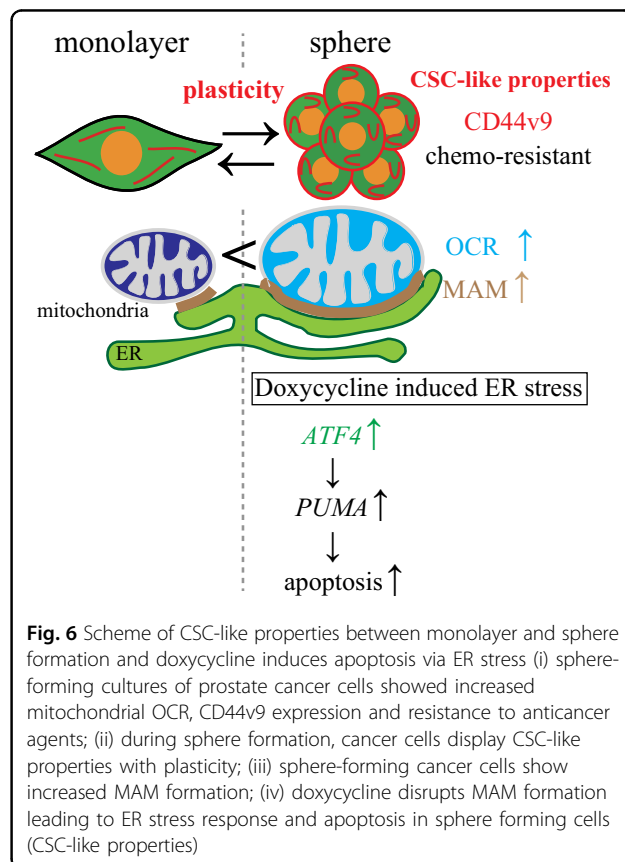 monolayer sphere
plasticity CSC-like properties
CD44v9
chemo-resistant
< OCR ↑
MAM ↑
mitochondria
ER
Doxycycline induced ER stress
ATF4 ↑
↓
PUMA ↑
↓
apoptosis ↑
Fig. 6 Scheme of CSC-like properties between monolayer and sphere
formation and doxycycline induces apoptosis via ER stress (i) sphere-
forming cultures of prostate cancer cells showed increased
mitochondrial OCR, CD44v9 expression and resistance to anticancer
agents; (ii) during sphere formation, cancer cells display CSC-like
properties with plasticity; (iii) sphere-forming cancer cells show
increased MAM formation; (iv) doxycycline disrupts MAM formation
leading to ER stress response and apoptosis in sphere forming cells
(CSC-like properties)